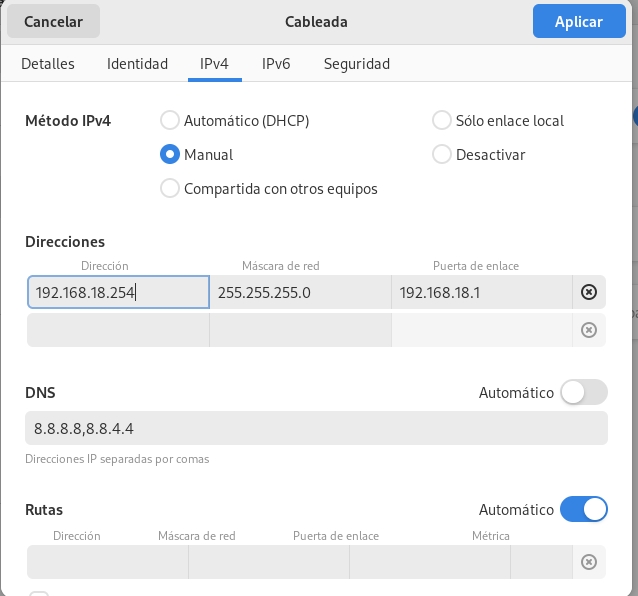 Cancelar Cableada Aplicar
Detalles Identidad IPv4 IPv6 Seguridad
Método IPv4 Automático (DHCP) Sólo enlace local
Manual Desactivar
Compartida con otros equipos
Direcciones
Dirección Máscara de red Puerta de enlace
192.168.18.254 255.255.255.0 192.168.18.1
DNS Automático
8.8.8.8,8.8.4.4
Direcciones IP separadas por comas
Rutas Automático
Dirección Máscara de red Puerta de enlace Métrica